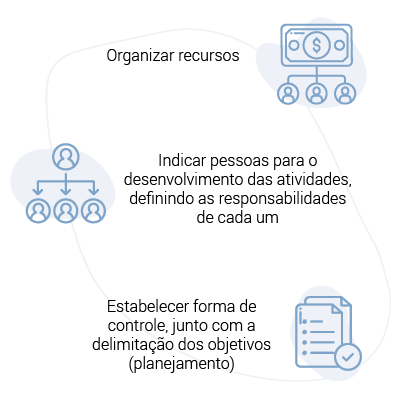 Organizar recursos
Indicar pessoas para o
desenvolvimento das atividades,
definindo as responsabilidades
de cada um
Estabelecer forma de
controle, junto com a
delimitação dos objetivos
(planejamento)